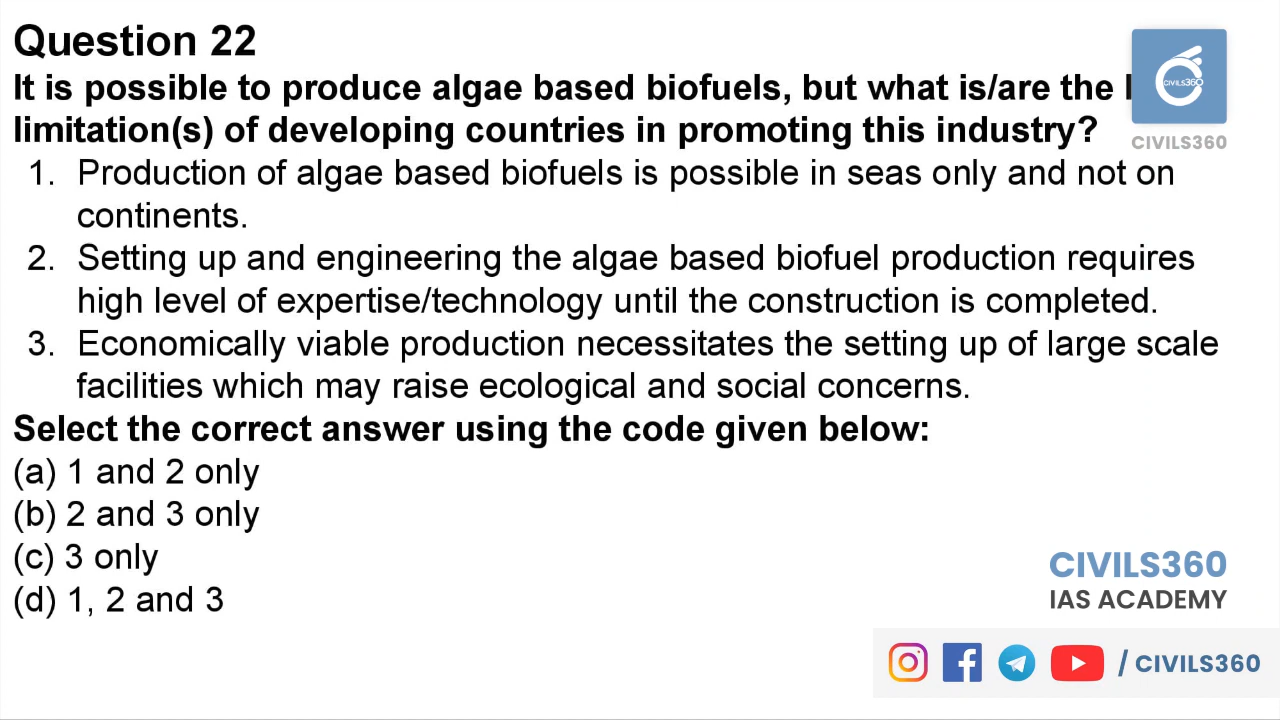 Question 22
It is possible to produce algae based biofuels, but what is/are the
limitation(s) of developing countries in promoting this industry?
1. Production of algae based biofuels is possible in seas only and not on
continents.
2. Setting up and engineering the algae based biofuel production requires
high level of expertise/technology until the construction is completed.
3. Economically viable production necessitates the setting up of large scale
facilities which may raise ecological and social concerns.
Select the correct answer using the code given below:
(a) 1 and 2 only
(b) 2 and 3 only
(c) 3 only
(d) 1, 2 and 3
CIVILS360
CIVILS360
CIVILS360
IAS ACADEMY
/ CIVILS360